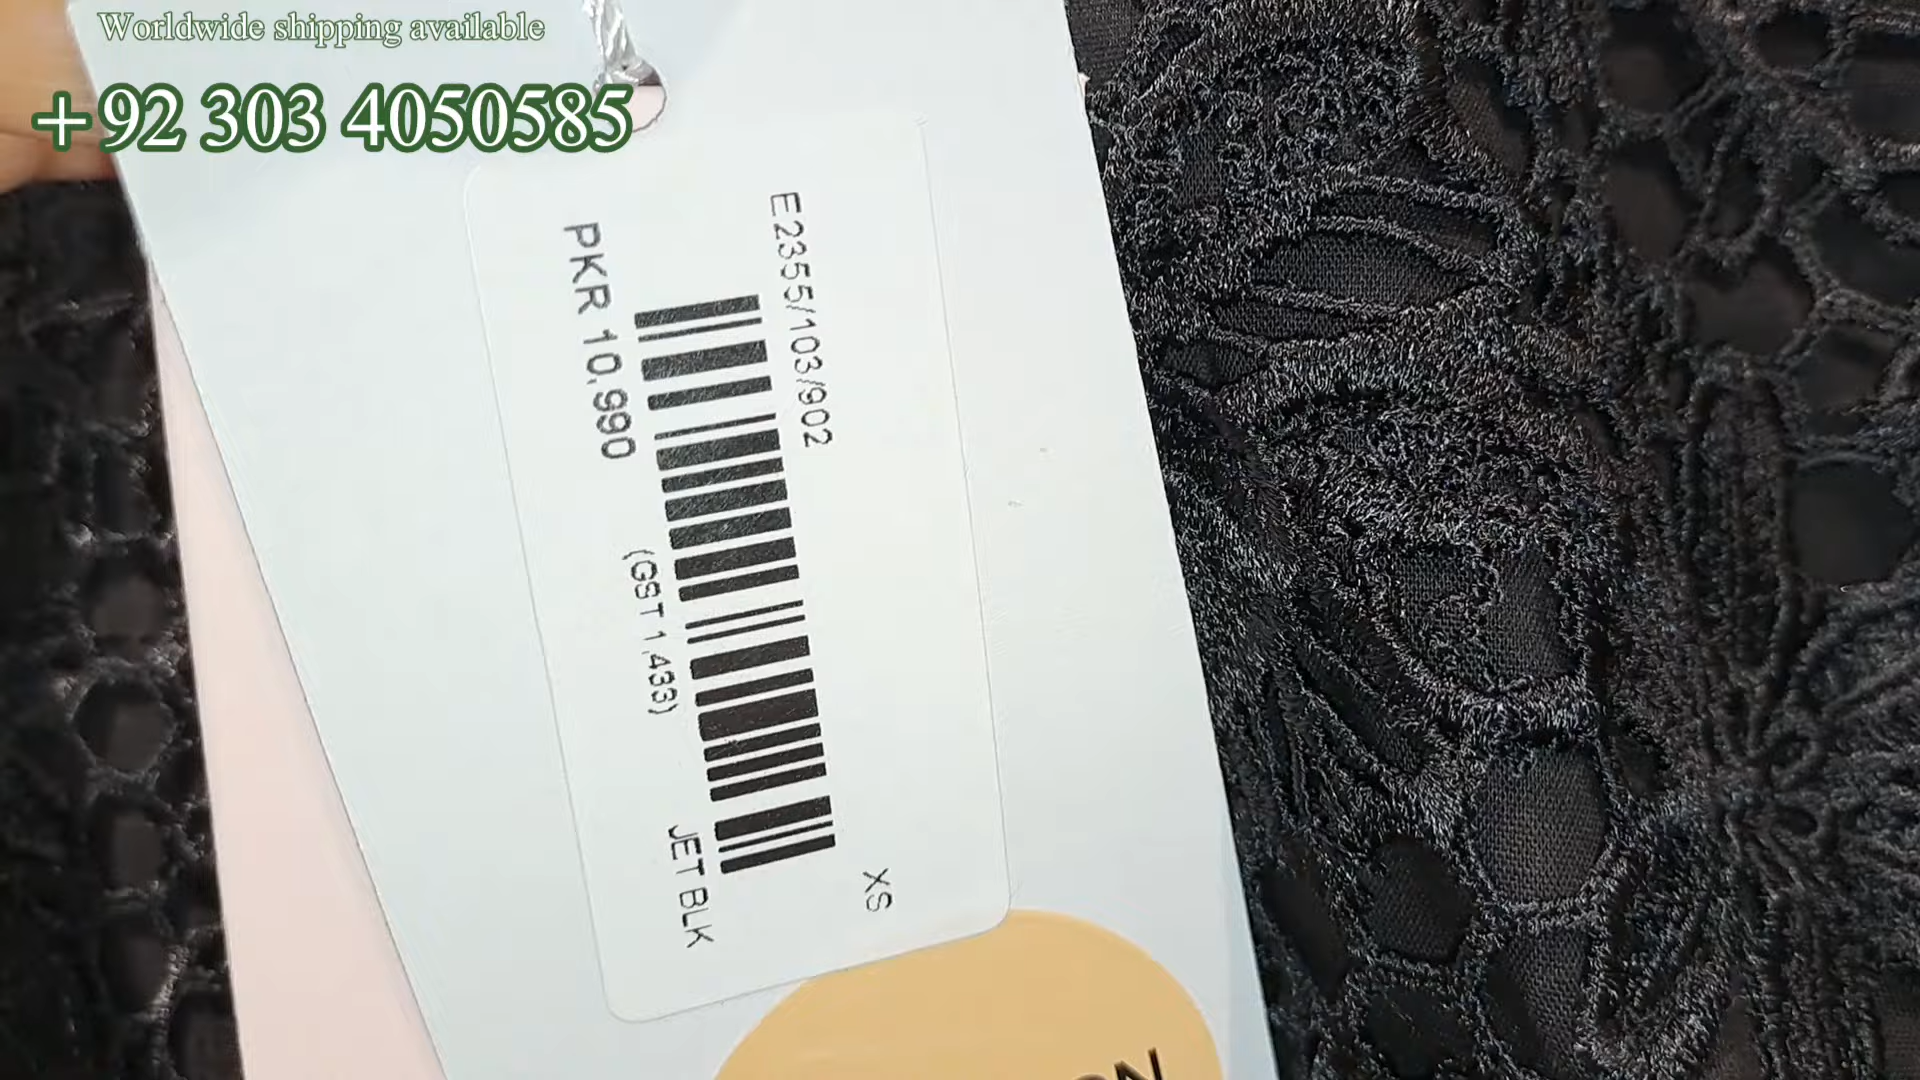 Worldwide shipping available
+92 303 4050585
E2355/103/902
PKR 10,990
(GST 1,433)
JET BLK
XS